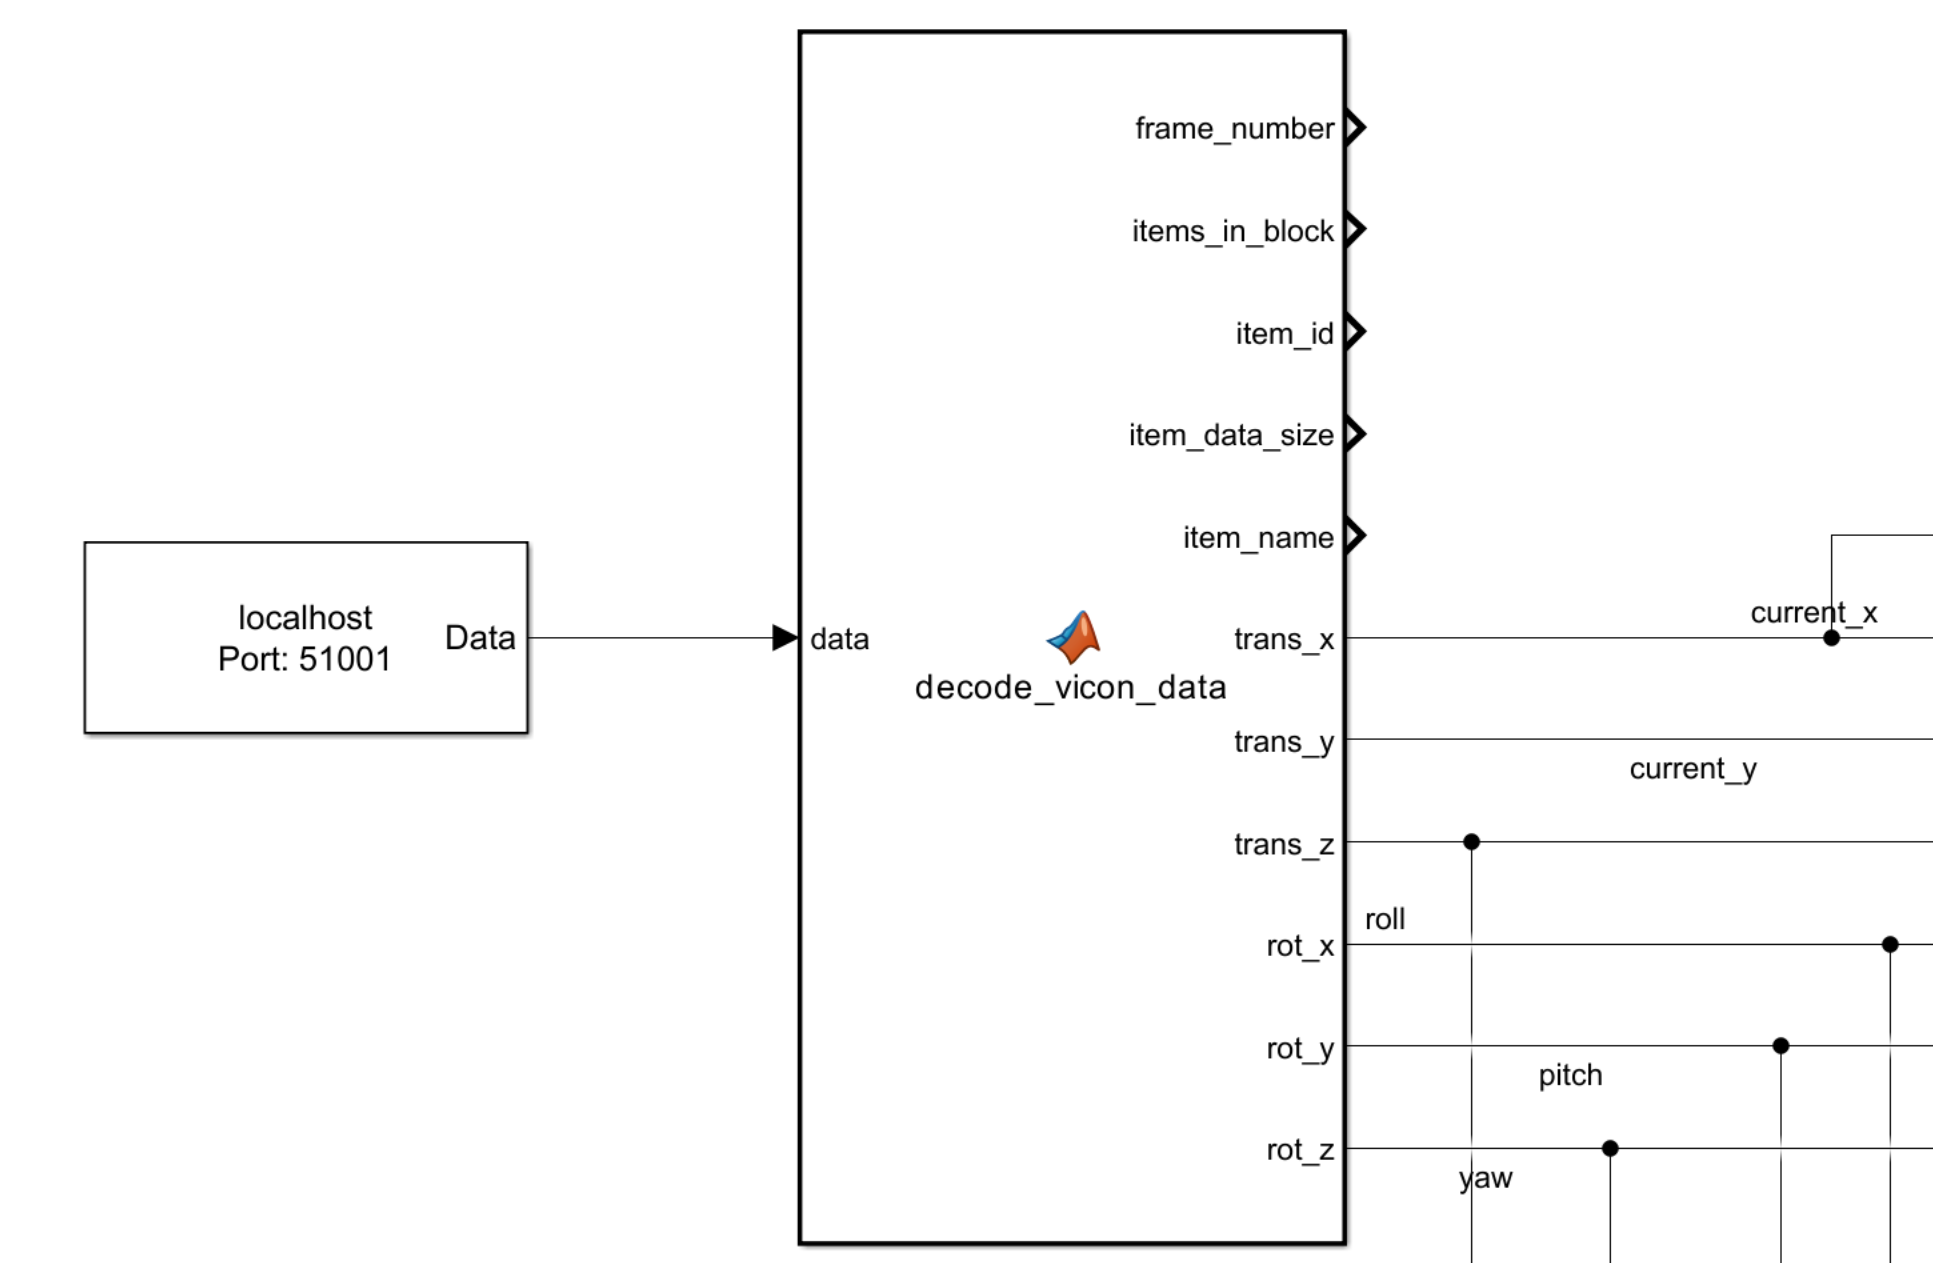 frame_number
items_in_block
item_id
item_data_size
item_name
localhost
Port: 51001
Data
data
decode_vicon_data
trans_x
current_x
trans_y
current_y
trans_z
roll
rot_x
rot_y
pitch
rot_z
yaw